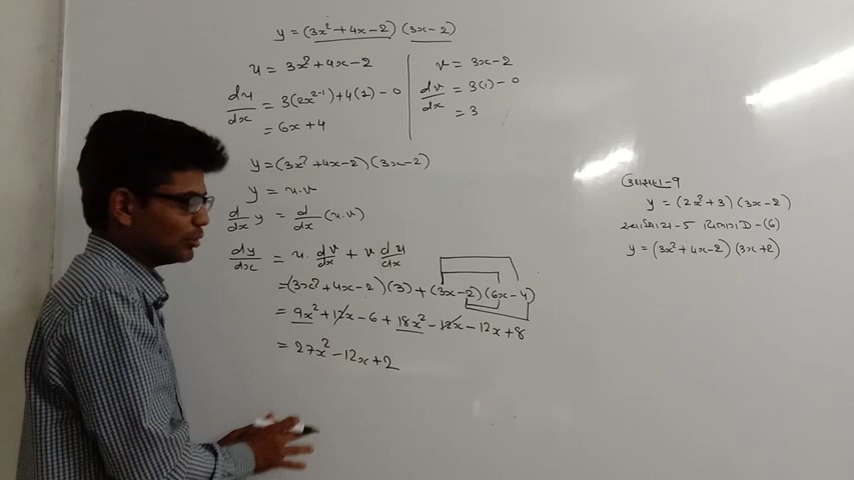 y = (3x² + 4x - 2) (3x - 2)
u = 3x² + 4x - 2
du/dx = 3(2x²⁻¹) + 4(1) - 0
= 6x + 4
v = 3x - 2
dv/dx = 3(1) - 0
= 3
y = (3x² + 4x - 2) (3x - 2)
y = u.v
d/dx y = d/dx (u.v)
dy/dx = u. dv/dx + v du/dx
= (3x² + 4x - 2) (3) + (3x - 2) (6x - 4)
= 9x² + 12x - 6 + 18x² - 12x - 12x + 8
= 27x² - 12x + 2
y = (2x² + 3) (3x - 2)
સ્વાધ્યાય - 5 વિભાગ D - (6)
y = (3x² + 4x - 2) (3x + 2)